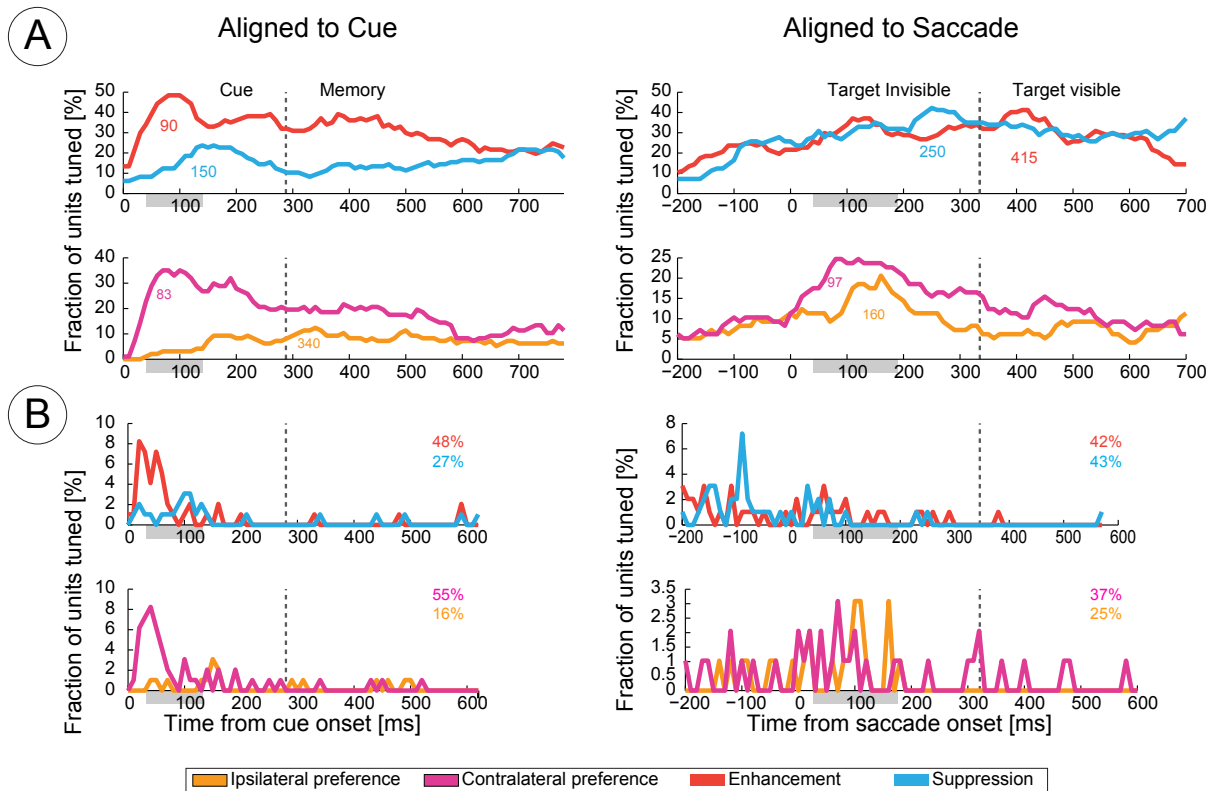 A
Aligned to Cue
Aligned to Saccade
Fraction of units tuned [%]
50
40
30
20
10
0
Cue
Memory
90
150
0 100 200 300 400 500 600 700
40
30
20
10
0
83
340
0 100 200 300 400 500 600 700
Fraction of units tuned [%]
50
40
30
20
10
0
Target Invisible
Target visible
250
415
−200 −100 0 100 200 300 400 500 600 700
25
20
15
10
5
0
97
160
−200 −100 0 100 200 300 400 500 600 700
B
Fraction of units tuned [%]
10
8
6
4
2
0
48%
27%
0 100 200 300 400 500 600
10
8
6
4
2
0
55%
16%
0 100 200 300 400 500 600
Time from cue onset [ms]
Fraction of units tuned [%]
8
6
4
2
0
42%
43%
−200 −100 0 100 200 300 400 500 600
3.5
3
2.5
2
1.5
1
0.5
0
37%
25%
−200 −100 0 100 200 300 400 500 600
Time from saccade onset [ms]
Ipsilateral preference Contralateral preference Enhancement Suppression